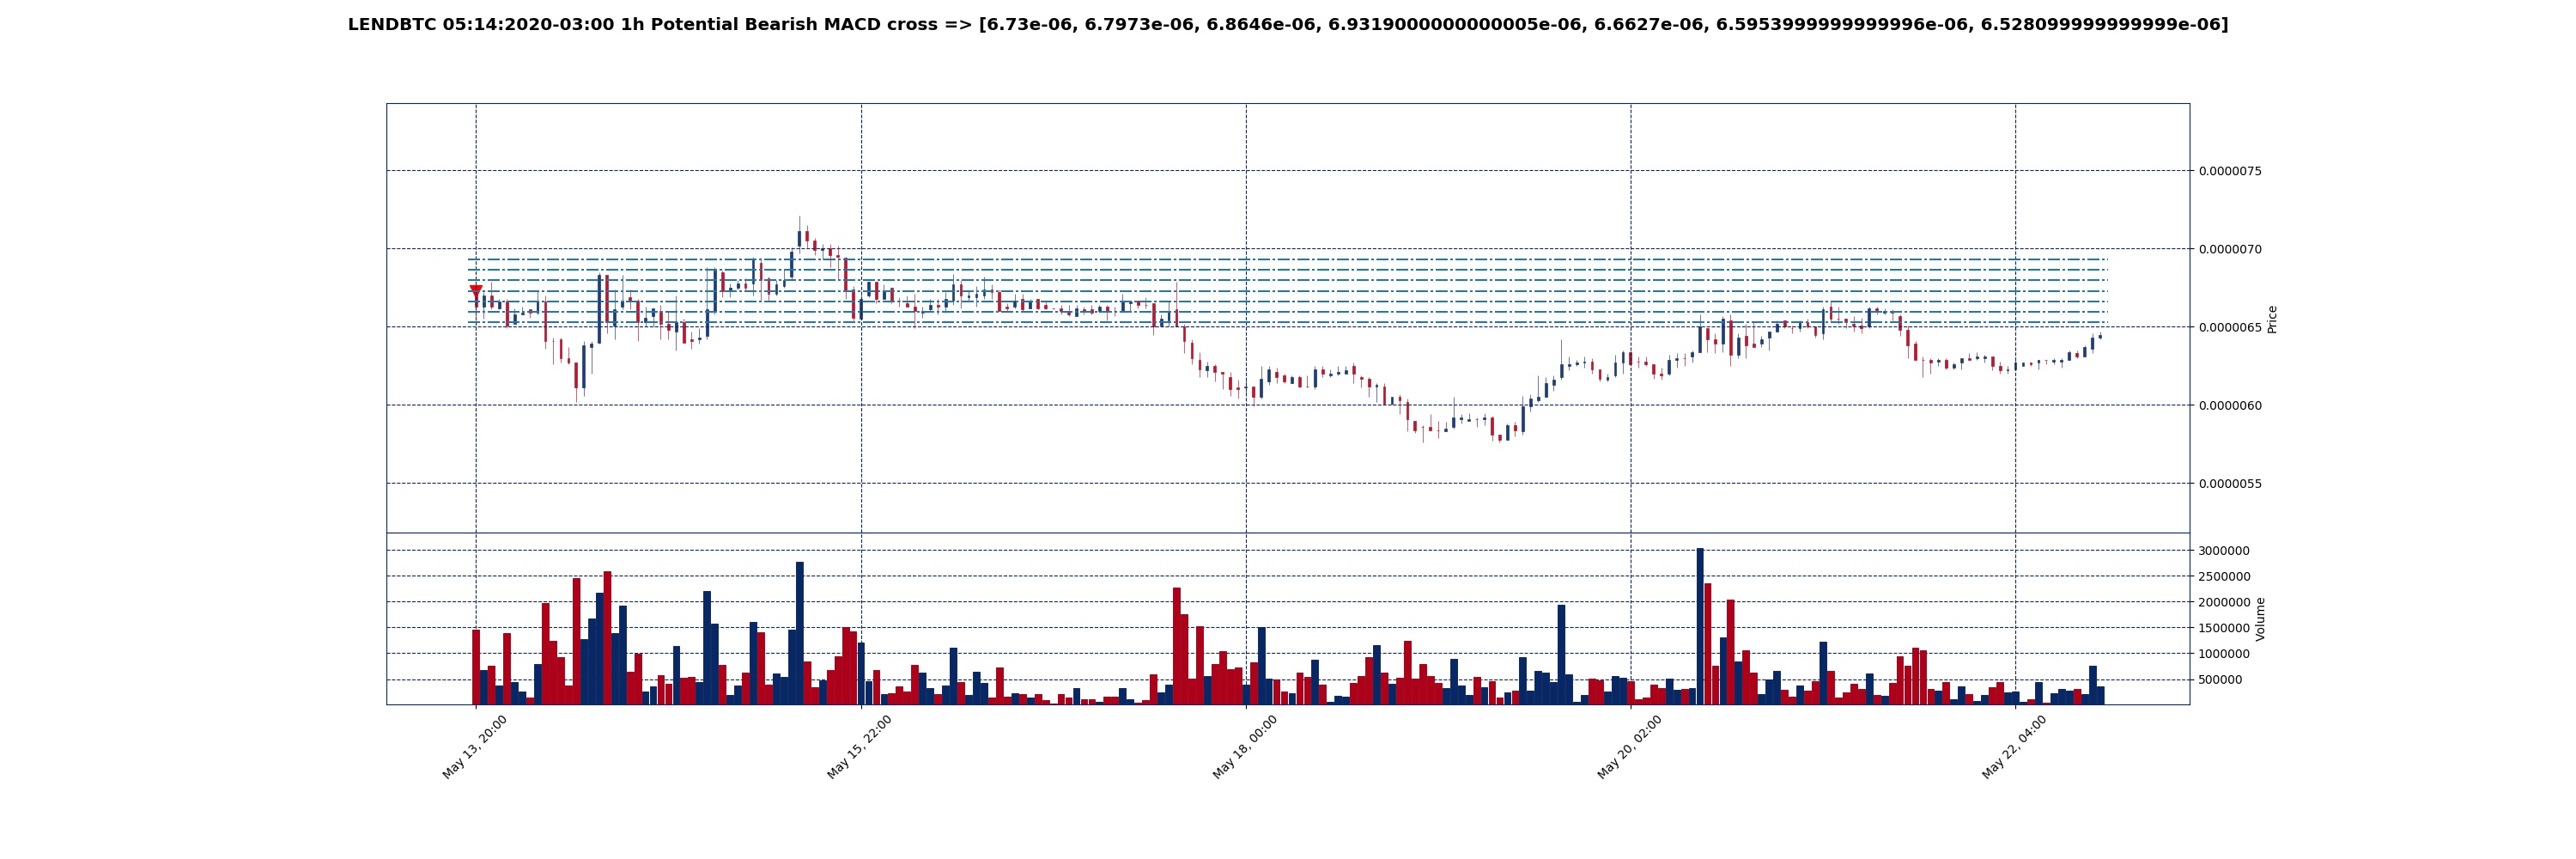 LENDBTC 05:14:2020-03:00 1h Potential Bearish MACD cross => [6.73e-06, 6.7973e-06, 6.8646e-06, 6.9319000000000005e-06, 6.6627e-06, 6.5953999999999996e-06, 6.528099999999999e-06]
0.0000075
0.0000070
0.0000065
0.0000060
0.0000055
Price
3000000
2500000
2000000
1500000
1000000
500000
Volume
May 13, 20:00
May 15, 22:00
May 18, 00:00
May 20, 02:00
May 22, 04:00